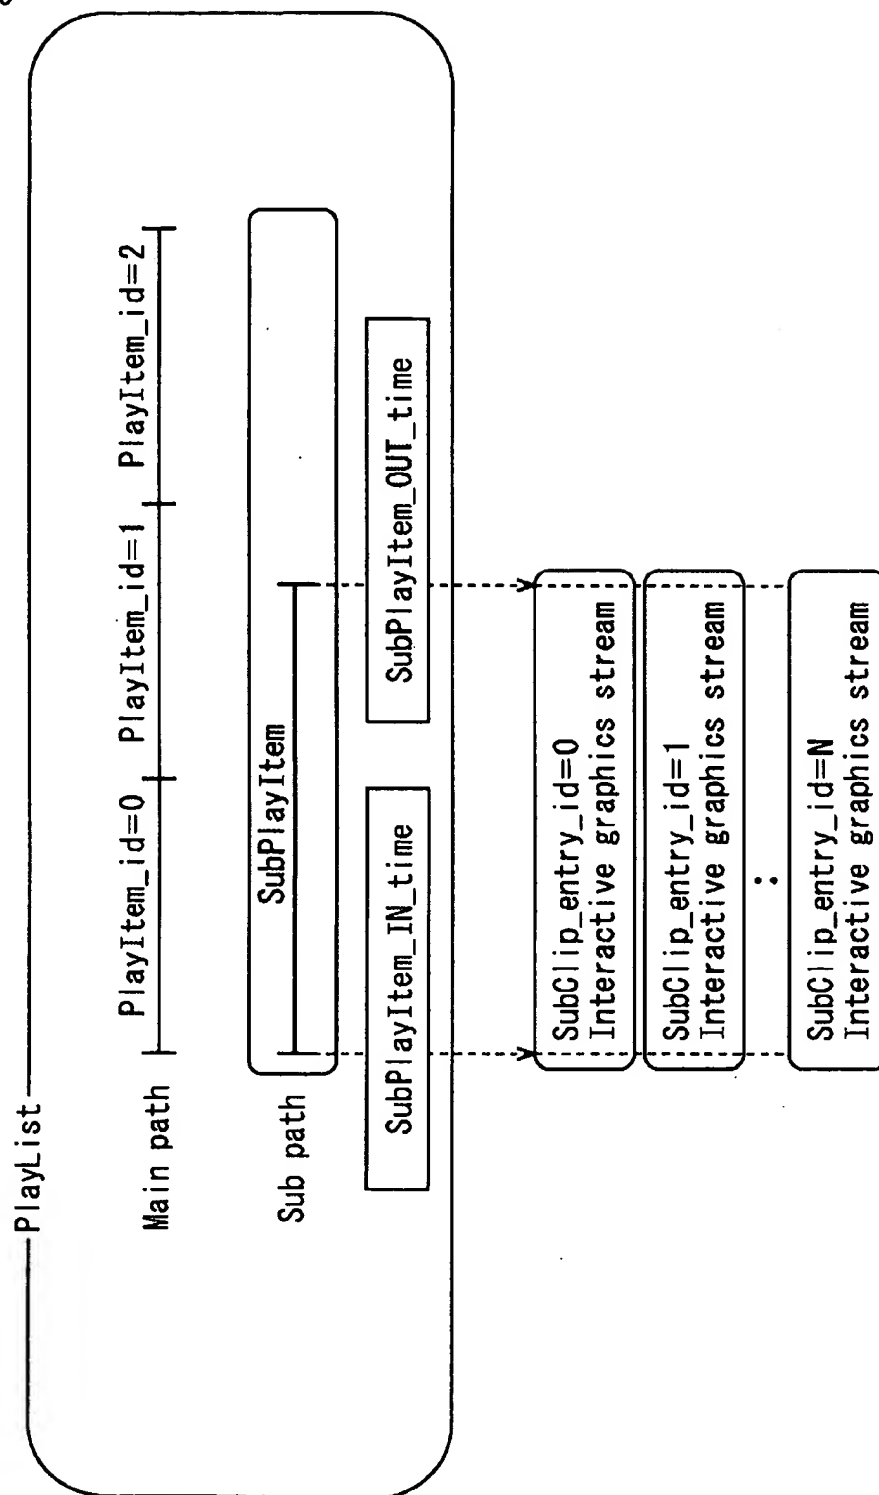 PlayList
Main path
PlayItem_id=0
PlayItem_id=1
PlayItem_id=2
Sub path
SubPlayItem
SubPlayItem_IN_time
SubPlayItem_OUT_time
SubClip_entry_id=0
Interactive graphics stream
SubClip_entry_id=1
Interactive graphics stream
:
SubClip_entry_id=N
Interactive graphics stream